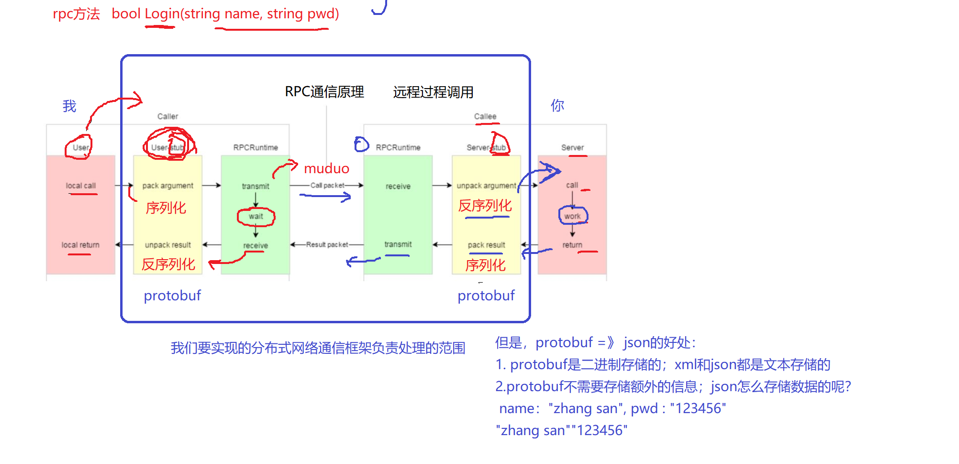 rpc方法 bool Login(string name, string pwd)
RPC通信原理 远程过程调用
我
你
Caller
Callee
User
User-stub
RPCRuntime
RPCRuntime
Server-stub
Server
muduo
local call
pack argument
transmit
Call packet
receive
unpack argument
call
序列化
反序列化
wait
work
local return
unpack result
receive
Result packet
transmit
pack result
return
反序列化
序列化
protobuf
protobuf
我们要实现的分布式网络通信框架负责处理的范围
但是，protobuf =》 json的好处：
1. protobuf是二进制存储的；xml和json都是文本存储的
2.protobuf不需要存储额外的信息；json怎么存储数据的呢?
name："zhang san", pwd : "123456"
"zhang san""123456"